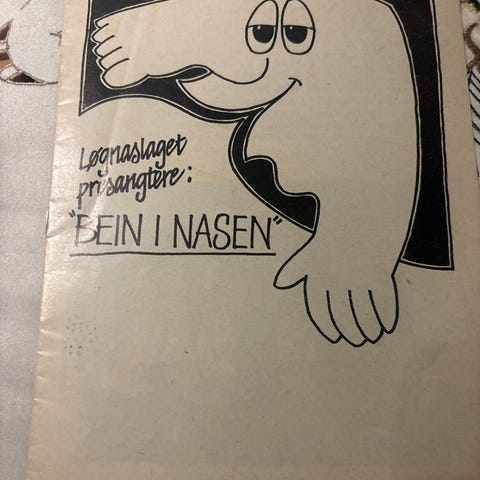 Løgnaslaget
prisangtere:
"BEIN I NASEN"